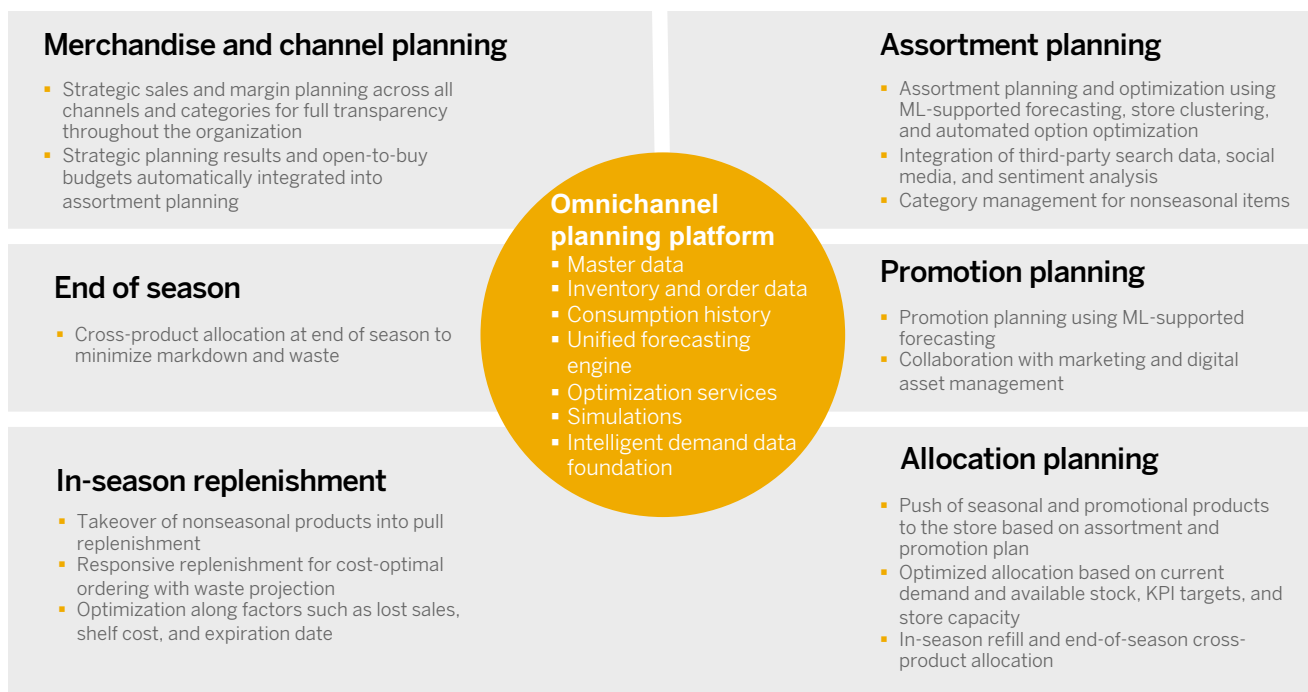 Merchandise and channel planning
▪ Strategic sales and margin planning across all
channels and categories for full transparency
throughout the organization
▪ Strategic planning results and open-to-buy
budgets automatically integrated into
assortment planning
Assortment planning
▪ Assortment planning and optimization using
ML-supported forecasting, store clustering,
and automated option optimization
▪ Integration of third-party search data, social
media, and sentiment analysis
▪ Category management for nonseasonal items
Omnichannel
planning platform
▪ Master data
▪ Inventory and order data
▪ Consumption history
▪ Unified forecasting
engine
▪ Optimization services
▪ Simulations
▪ Intelligent demand data
foundation
End of season
▪ Cross-product allocation at end of season to
minimize markdown and waste
Promotion planning
▪ Promotion planning using ML-supported
forecasting
▪ Collaboration with marketing and digital
asset management
In-season replenishment
▪ Takeover of nonseasonal products into pull
replenishment
▪ Responsive replenishment for cost-optimal
ordering with waste projection
▪ Optimization along factors such as lost sales,
shelf cost, and expiration date
Allocation planning
▪ Push of seasonal and promotional products
to the store based on assortment and
promotion plan
▪ Optimized allocation based on current
demand and available stock, KPI targets, and
store capacity
▪ In-season refill and end-of-season cross-
product allocation